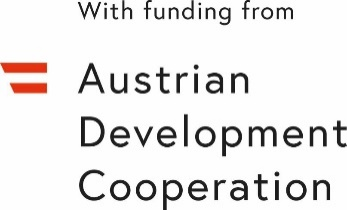 With funding from
Austrian
Development
Cooperation